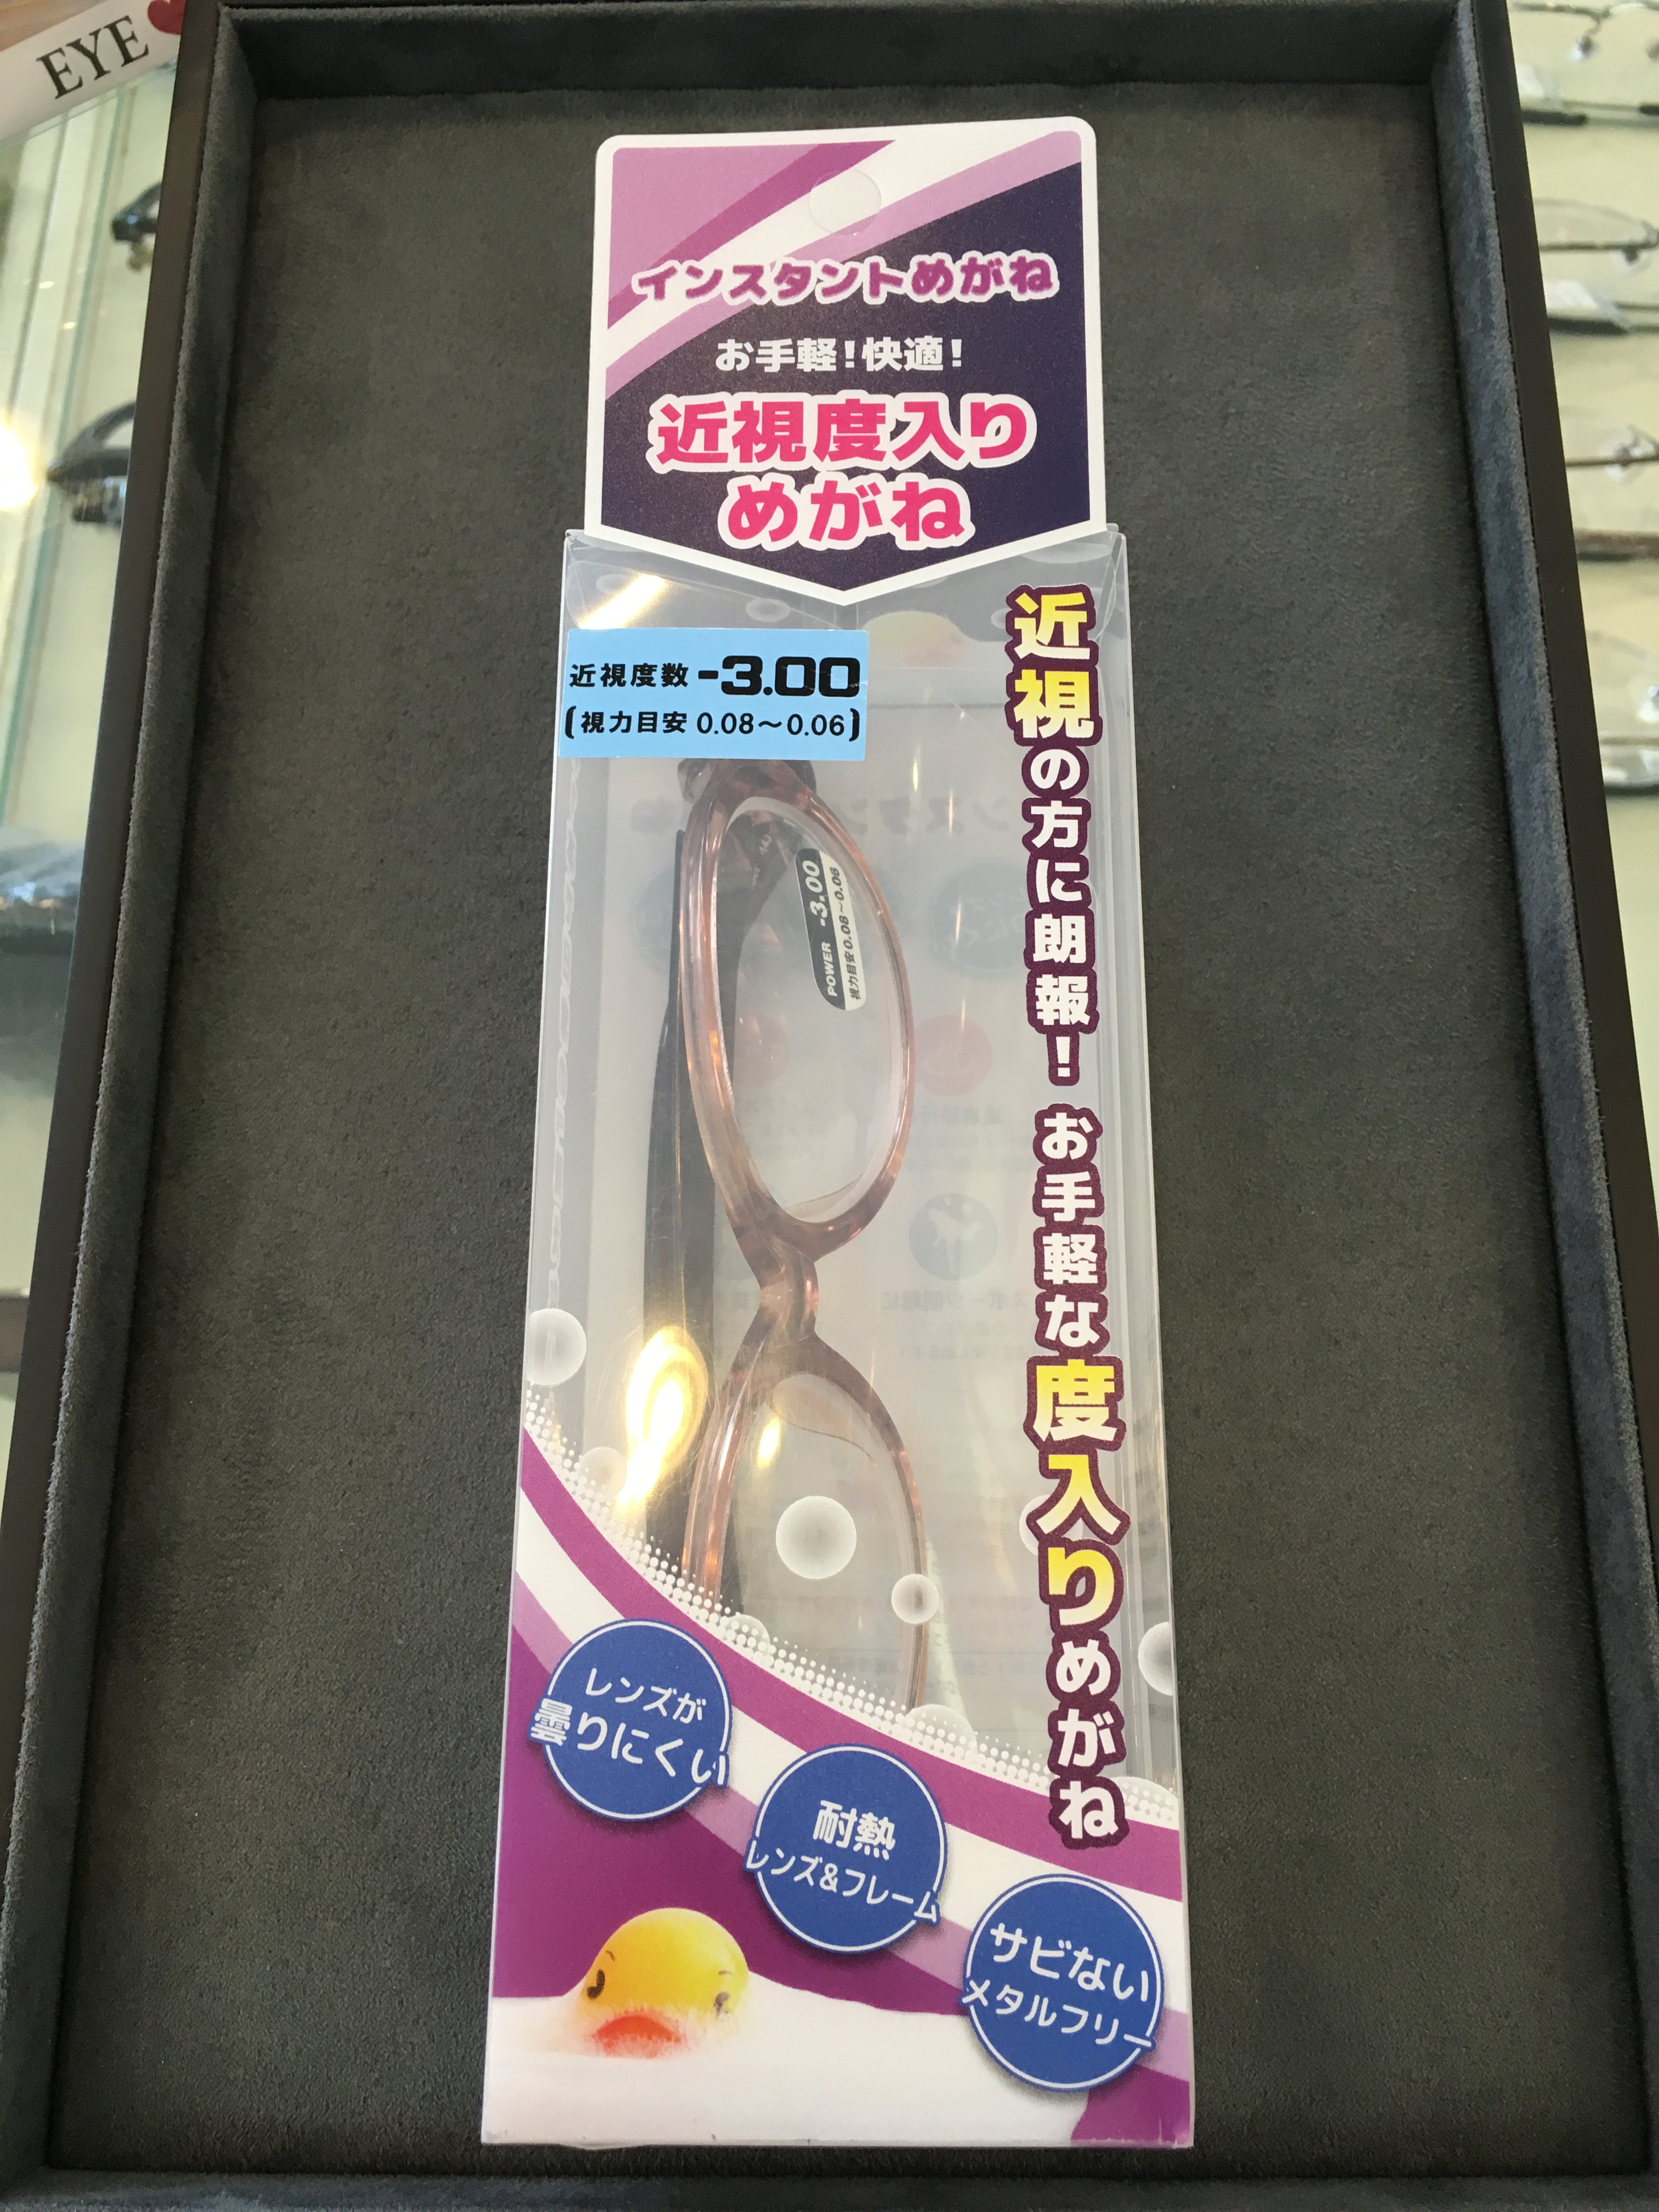 EYE
インスタントめがね
お手軽!快適!
近視度入り
めがね
近視度数 -3.00
(視力目安 0.08～0.06)
近視の方に朗報! お手軽な度入りめがね
POWER -3.00
視力目安 0.08～0.06
レンズが
曇りにくい
耐熱
レンズ&フレーム
サビない
メタルフリー